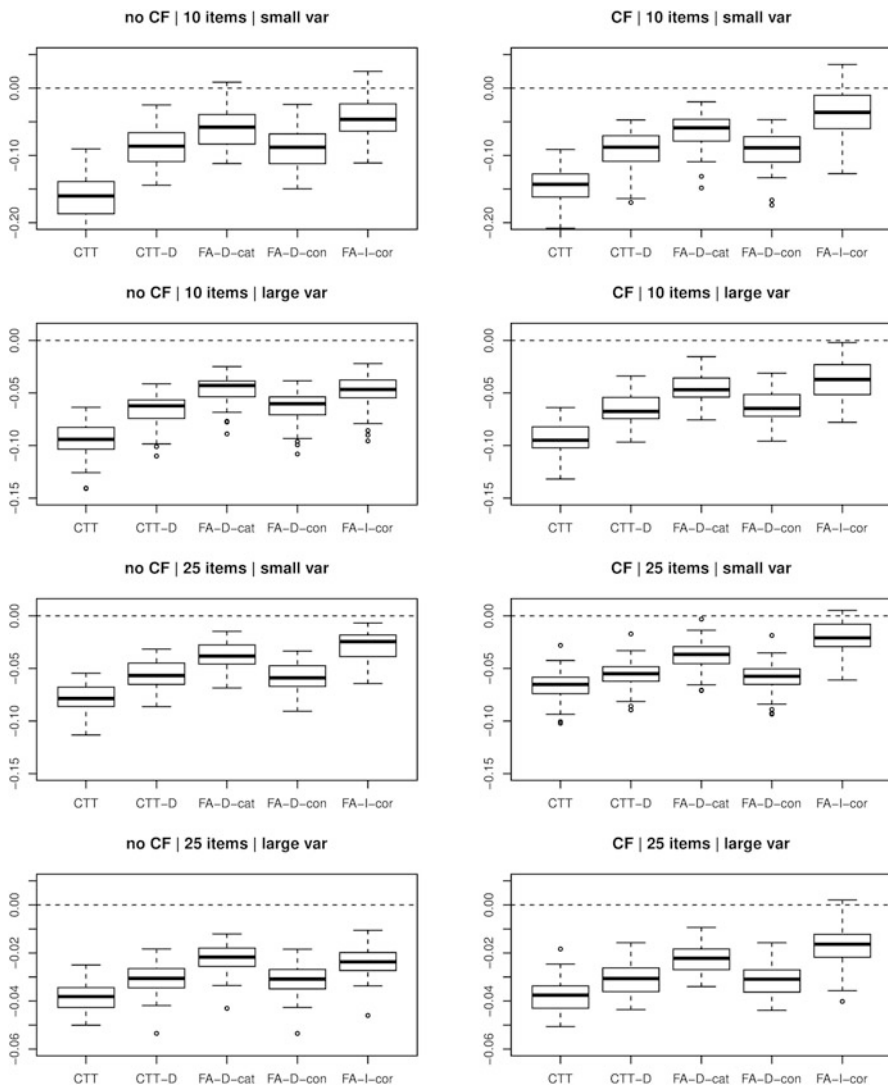 no CF | 10 items | small var
0.00
−0.10
−0.20
CTT CTT−D FA−D−cat FA−D−con FA−I−cor
CF | 10 items | small var
0.00
−0.10
−0.20
CTT CTT−D FA−D−cat FA−D−con FA−I−cor
no CF | 10 items | large var
0.00
−0.05
−0.10
−0.15
CTT CTT−D FA−D−cat FA−D−con FA−I−cor
CF | 10 items | large var
0.00
−0.05
−0.10
−0.15
CTT CTT−D FA−D−cat FA−D−con FA−I−cor
no CF | 25 items | small var
0.00
−0.05
−0.10
−0.15
CTT CTT−D FA−D−cat FA−D−con FA−I−cor
CF | 25 items | small var
0.00
−0.05
−0.10
−0.15
CTT CTT−D FA−D−cat FA−D−con FA−I−cor
no CF | 25 items | large var
0.00
−0.02
−0.04
−0.06
CTT CTT−D FA−D−cat FA−D−con FA−I−cor
CF | 25 items | large var
0.00
−0.02
−0.04
−0.06
CTT CTT−D FA−D−cat FA−D−con FA−I−cor